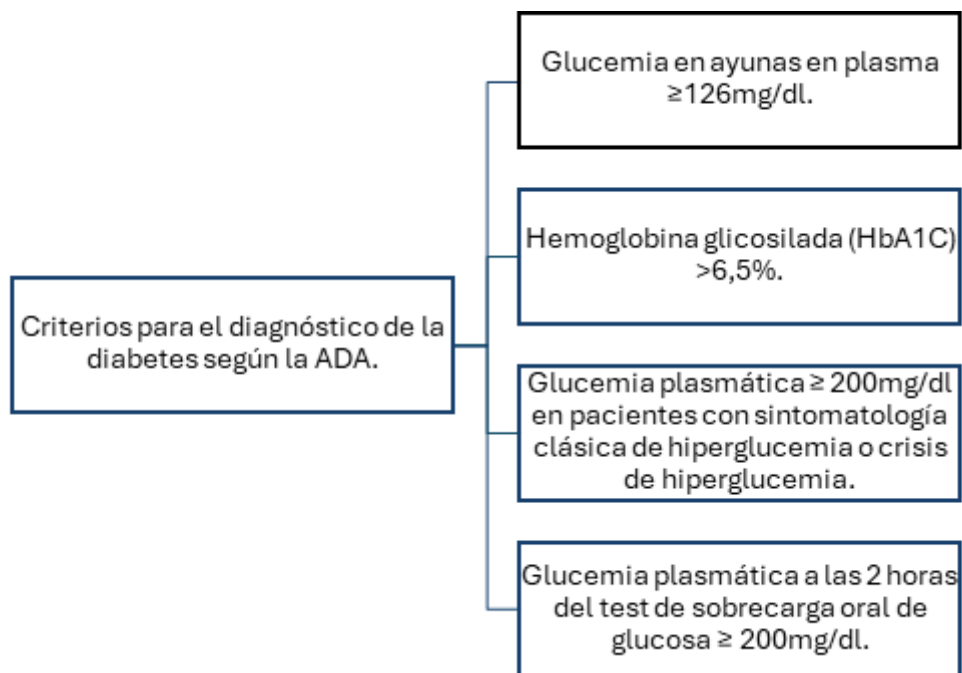 Glucemia en ayunas en plasma
≥126mg/dl.
Hemoglobina glicosilada (HbA1C)
>6,5%.
Criterios para el diagnóstico de la
diabetes según la ADA.
Glucemia plasmática ≥ 200mg/dl
en pacientes con sintomatología
clásica de hiperglucemia o crisis
de hiperglucemia.
Glucemia plasmática a las 2 horas
del test de sobrecarga oral de
glucosa ≥ 200mg/dl.